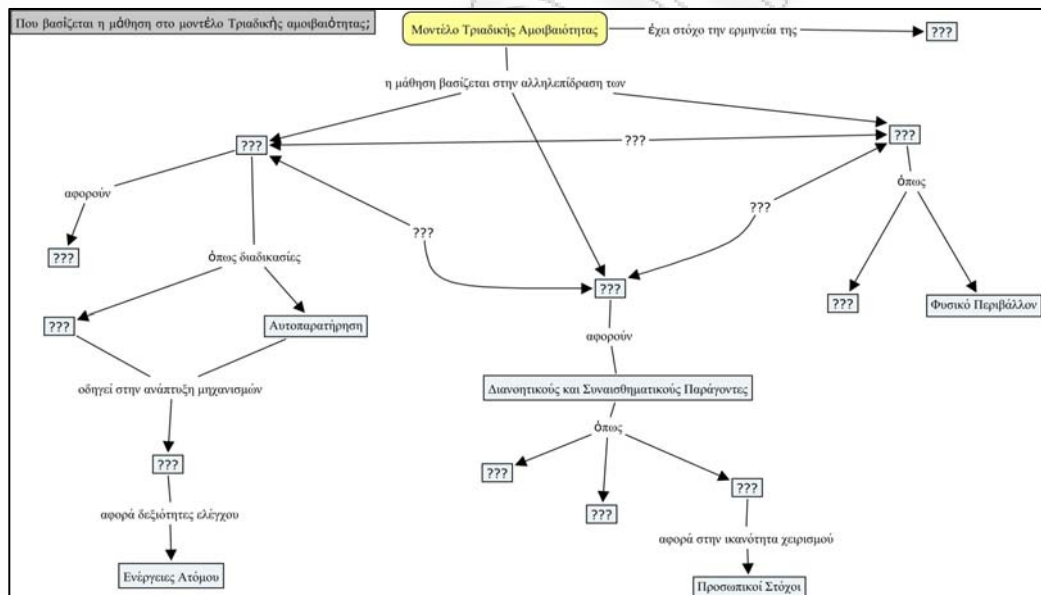 Που βασίζεται η μάθηση στο μοντέλο Τριαδικής αμοιβαιότητας;
Μοντέλο Τριαδικής Αμοιβαιότητας
έχει στόχο την ερμηνεία της
???
η μάθηση βασίζεται στην αλληλεπίδραση των
???
???
???
αφορούν
όπως
???
???
???
όπως διαδικασίες
???
???
Φυσικό Περιβάλλον
???
Αυτοπαρατήρηση
αφορούν
οδηγεί στην ανάπτυξη μηχανισμών
Διανοητικούς και Συναισθηματικούς Παράγοντες
όπως
???
???
???
???
αφορά δεξιότητες ελέγχου
αφορά στην ικανότητα χειρισμού
Ενέργειες Ατόμου
Προσωπικοί Στόχοι